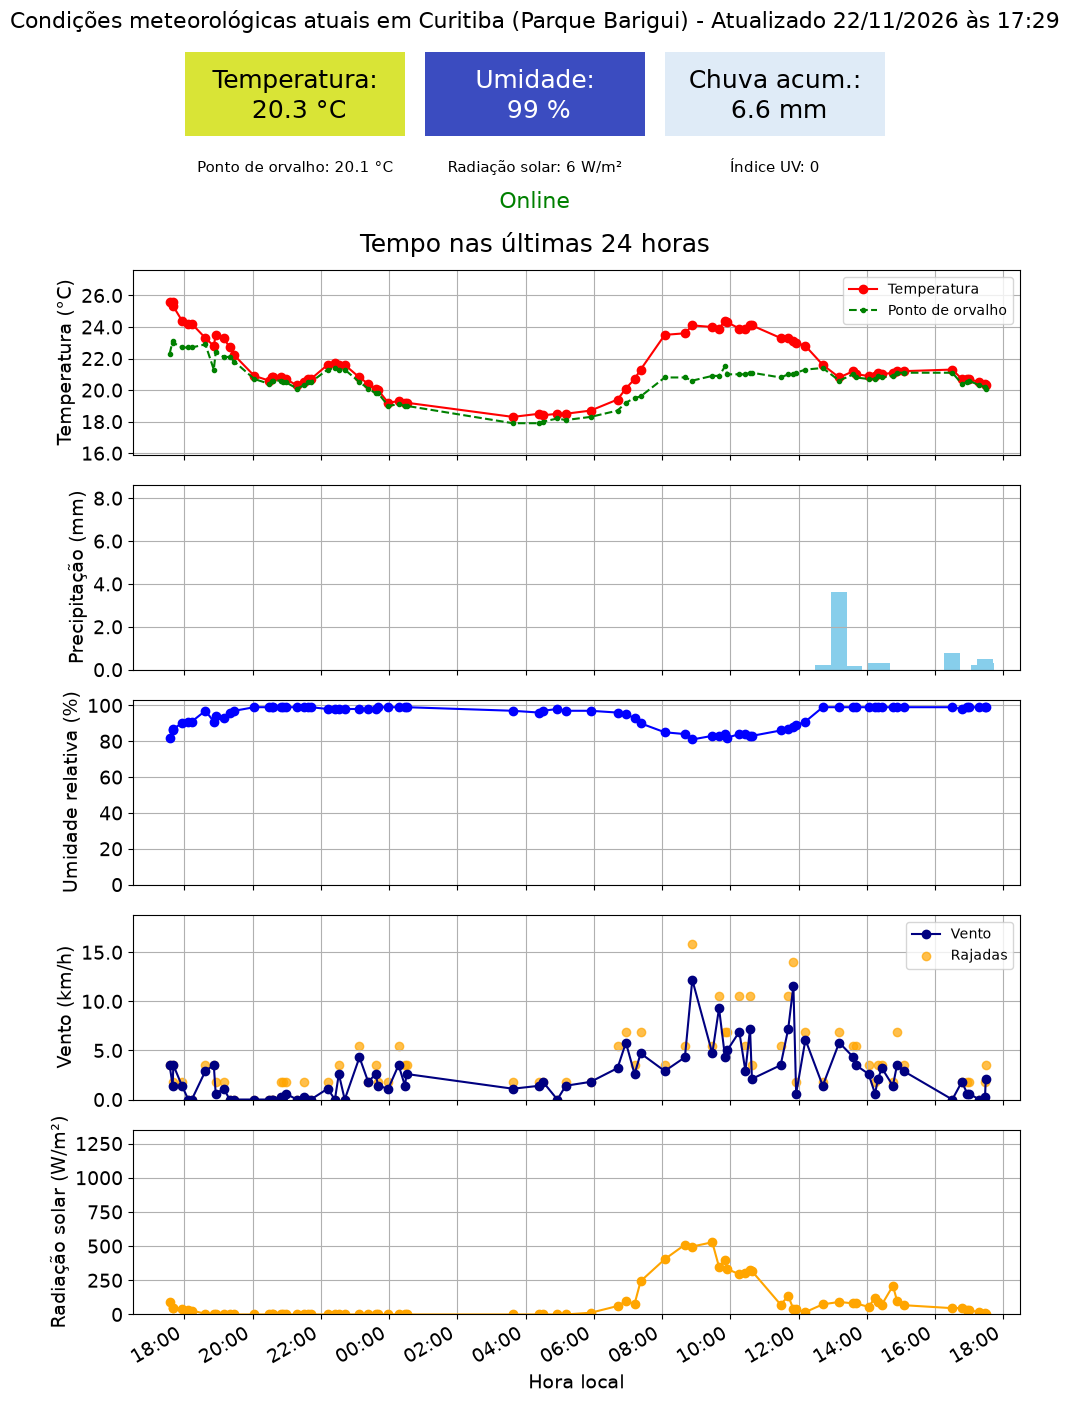 Condições meteorológicas atuais em Curitiba (Parque Barigui) - Atualizado 22/11/2026 às 17:29
Temperatura:
20.3 °C
Umidade:
99 %
Chuva acum.:
6.6 mm
Ponto de orvalho: 20.1 °C
Radiação solar: 6 W/m²
Índice UV: 0
Online
Tempo nas últimas 24 horas
Temperatura (°C)
26.0
24.0
22.0
20.0
18.0
16.0
Temperatura
Ponto de orvalho
Precipitação (mm)
8.0
6.0
4.0
2.0
0.0
Umidade relativa (%)
100
80
60
40
20
0
Vento (km/h)
15.0
10.0
5.0
0.0
Vento
Rajadas
Radiação solar (W/m²)
1250
1000
750
500
250
0
18:00
20:00
22:00
00:00
02:00
04:00
06:00
08:00
10:00
12:00
14:00
16:00
18:00
Hora local